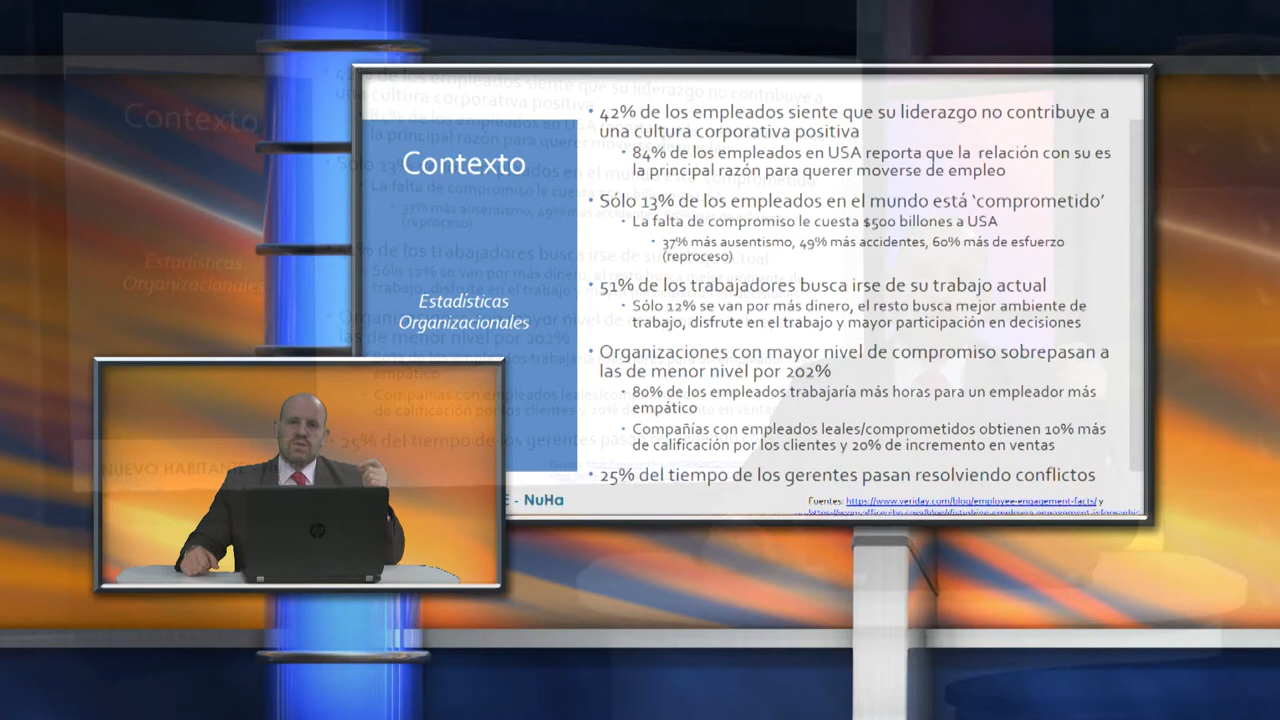 Contexto
Estadísticas
Organizacionales
• 42% de los empleados siente que su liderazgo no contribuye a
una cultura corporativa positiva
• 84% de los empleados en USA reporta que la relación con su es
la principal razón para querer moverse de empleo
• Sólo 13% de los empleados en el mundo está ‘comprometido’
• La falta de compromiso le cuesta $500 billones a USA
• 37% más ausentismo, 49% más accidentes, 60% más de esfuerzo
(reproceso)
• 51% de los trabajadores busca irse de su trabajo actual
• Sólo 12% se van por más dinero, el resto busca mejor ambiente de
trabajo, disfrute en el trabajo y mayor participación en decisiones
• Organizaciones con mayor nivel de compromiso sobrepasan a
las de menor nivel por 202%
• 80% de los empleados trabajaría más horas para un empleador más
empático
• Compañías con empleados leales/comprometidos obtienen 10% más
de calificación por los clientes y 20% de incremento en ventas
• 25% del tiempo de los gerentes pasan resolviendo conflictos
E - NuHa
Fuentes: https://www.veriday.com/blog/employee-engagement-facts/ y
NUEVO HABITANTE
hp